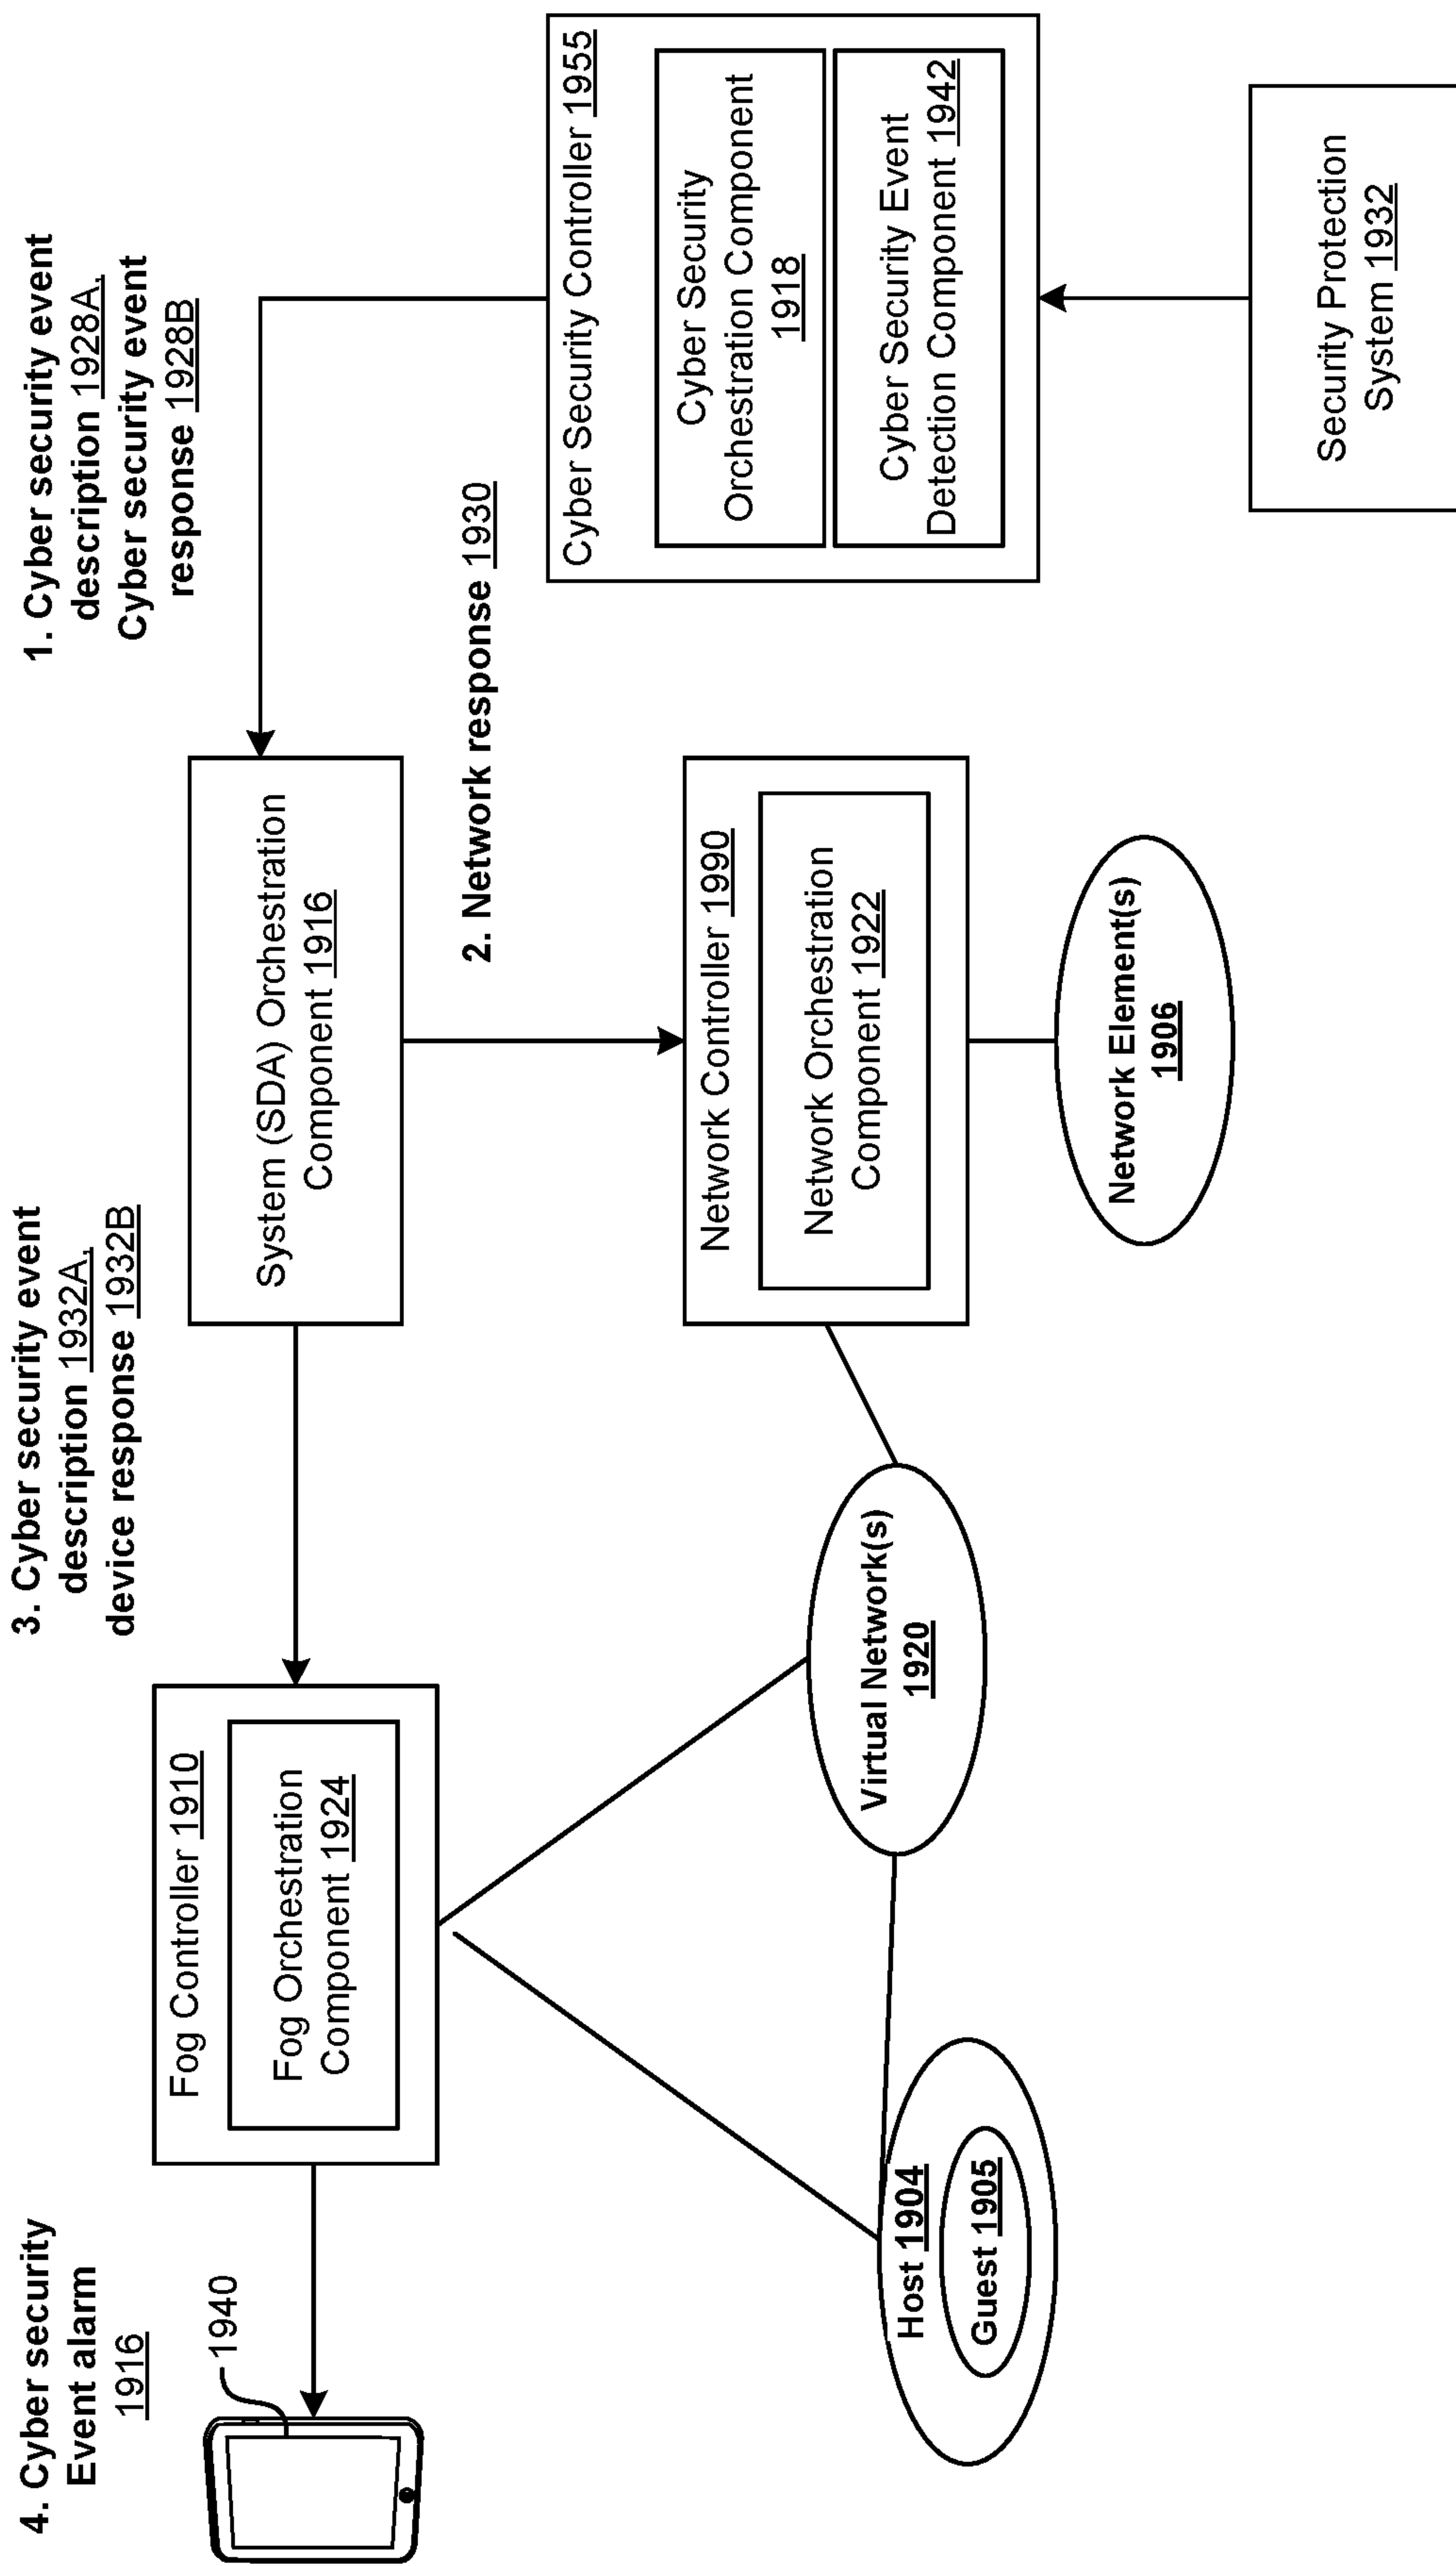 4. Cyber security
Event alarm
1916
1940
3. Cyber security event
description 1932A,
device response 1932B
1. Cyber security event
description 1928A,
Cyber security event
response 1928B
Fog Controller 1910
Fog Orchestration
Component 1924
System (SDA) Orchestration
Component 1916
2. Network response 1930
Cyber Security Controller 1955
Cyber Security
Orchestration Component
1918
Cyber Security Event
Detection Component 1942
Network Controller 1990
Network Orchestration
Component 1922
Host 1904
Guest 1905
Virtual Network(s)
1920
Network Element(s)
1906
Security Protection
System 1932